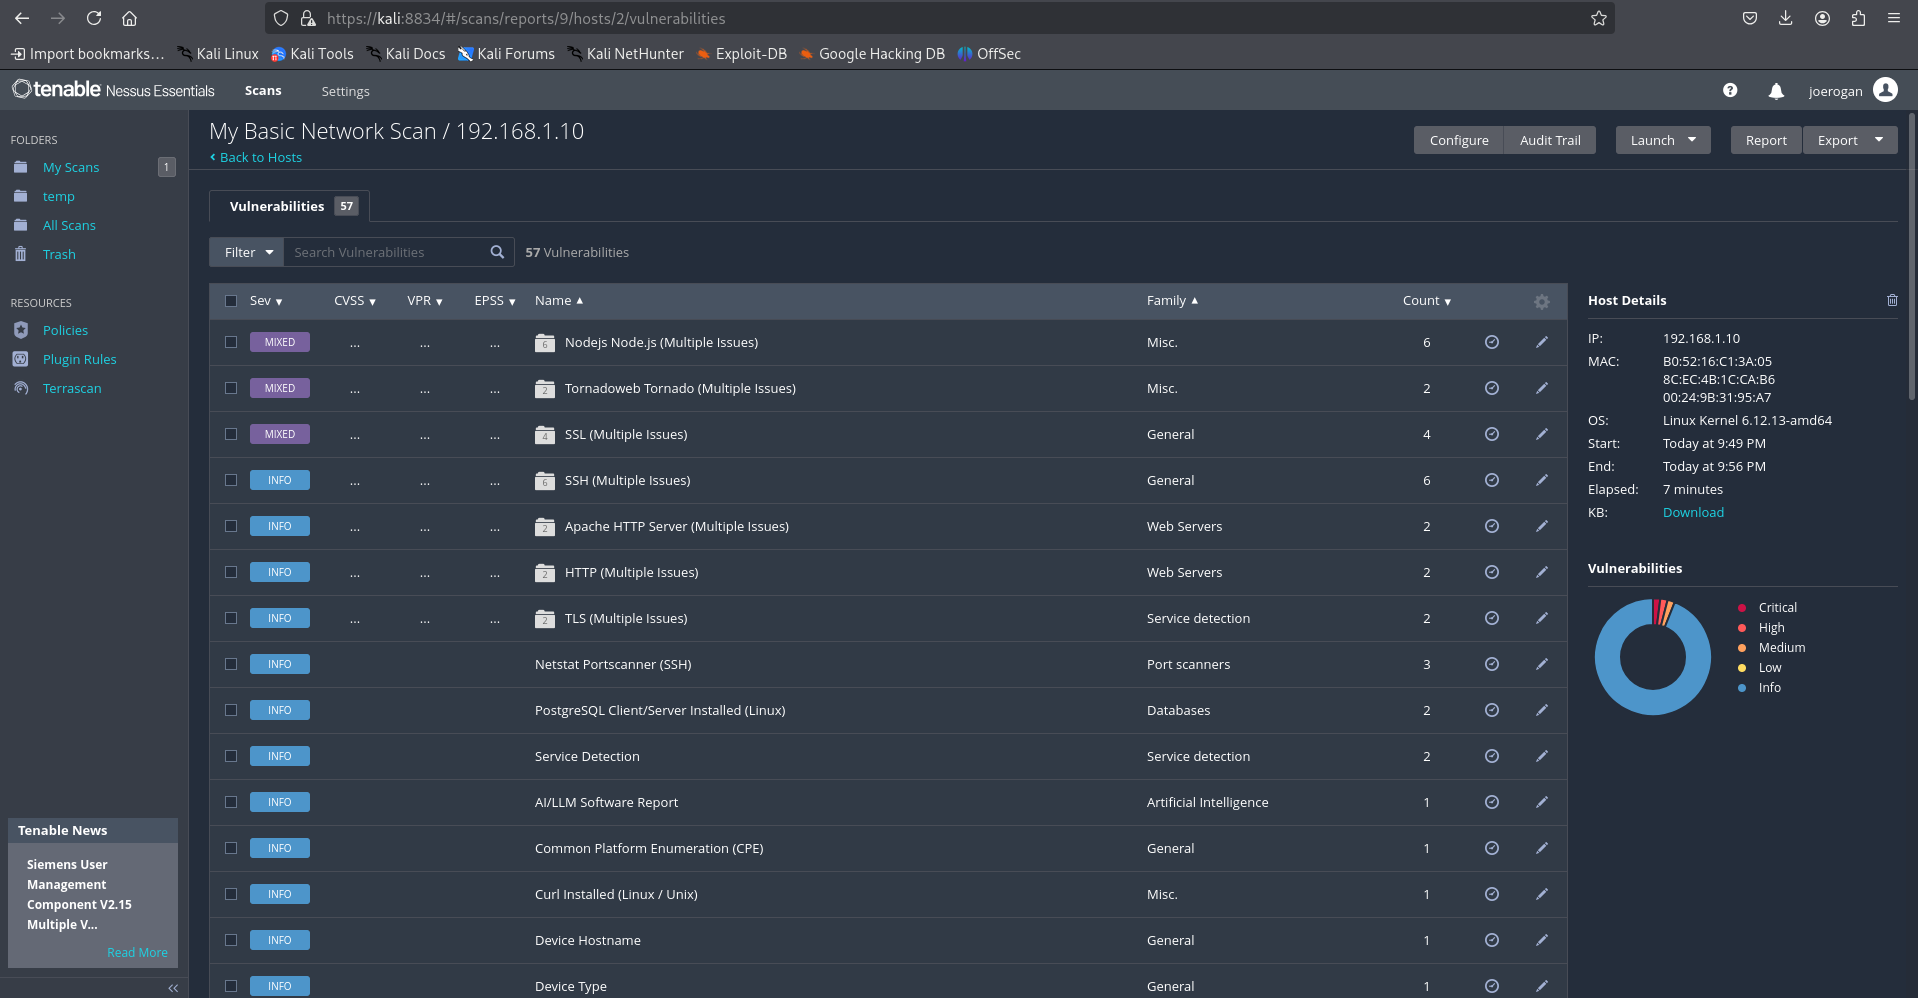 https://kali:8834/#/scans/reports/9/hosts/2/vulnerabilities
Import bookmarks... Kali Linux Kali Tools Kali Docs Kali Forums Kali NetHunter Exploit-DB Google Hacking DB OffSec
tenable Nessus Essentials Scans Settings joerogan
FOLDERS
My Scans 1
temp
All Scans
Trash
RESOURCES
Policies
Plugin Rules
Terrascan
Tenable News
Siemens User
Management
Component V2.15
Multiple V...
Read More
My Basic Network Scan / 192.168.1.10
Back to Hosts
Configure Audit Trail Launch Report Export
Vulnerabilities 57
Filter Search Vulnerabilities 57 Vulnerabilities
Sev CVSS VPR EPSS Name Family Count
MIXED ... ... ... 6 Nodejs Node.js (Multiple Issues) Misc. 6
MIXED ... ... ... 2 Tornadoweb Tornado (Multiple Issues) Misc. 2
MIXED ... ... ... 4 SSL (Multiple Issues) General 4
INFO ... ... ... 6 SSH (Multiple Issues) General 6
INFO ... ... ... 2 Apache HTTP Server (Multiple Issues) Web Servers 2
INFO ... ... ... 2 HTTP (Multiple Issues) Web Servers 2
INFO ... ... ... 2 TLS (Multiple Issues) Service detection 2
INFO Netstat Portscanner (SSH) Port scanners 3
INFO PostgreSQL Client/Server Installed (Linux) Databases 2
INFO Service Detection Service detection 2
INFO AI/LLM Software Report Artificial Intelligence 1
INFO Common Platform Enumeration (CPE) General 1
INFO Curl Installed (Linux / Unix) Misc. 1
INFO Device Hostname General 1
INFO Device Type General 1
Host Details
IP: 192.168.1.10
MAC: B0:52:16:C1:3A:05
8C:EC:4B:1C:CA:B6
00:24:9B:31:95:A7
OS: Linux Kernel 6.12.13-amd64
Start: Today at 9:49 PM
End: Today at 9:56 PM
Elapsed: 7 minutes
KB: Download
Vulnerabilities
Critical
High
Medium
Low
Info